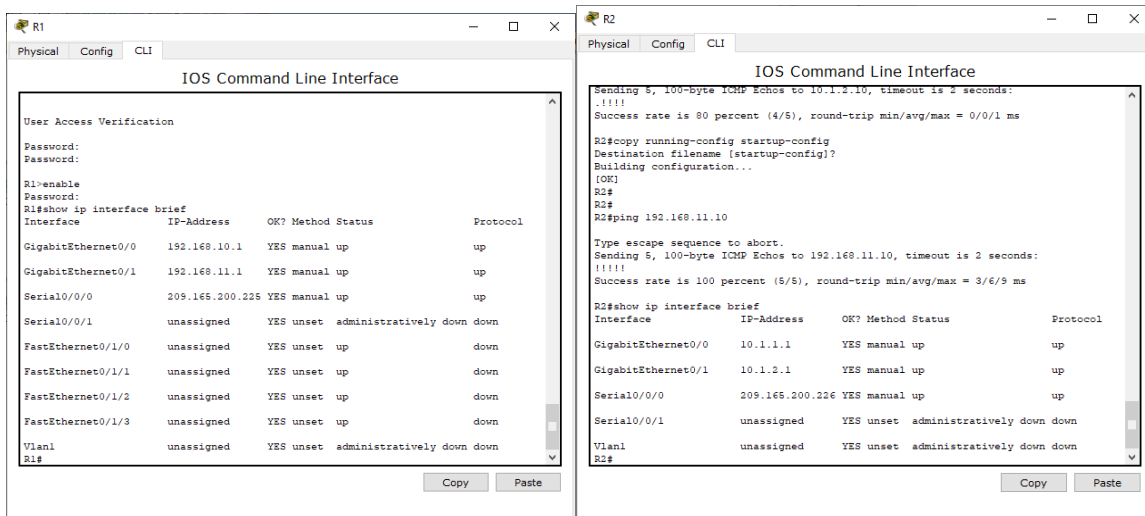 R1
Physical Config CLI
IOS Command Line Interface
User Access Verification
Password:
Password:
R1>enable
Password:
R1#show ip interface brief
Interface IP-Address OK? Method Status Protocol
GigabitEthernet0/0 192.168.10.1 YES manual up up
GigabitEthernet0/1 192.168.11.1 YES manual up up
Serial0/0/0 209.165.200.225 YES manual up up
Serial0/0/1 unassigned YES unset administratively down down
FastEthernet0/1/0 unassigned YES unset up down
FastEthernet0/1/1 unassigned YES unset up down
FastEthernet0/1/2 unassigned YES unset up down
FastEthernet0/1/3 unassigned YES unset up down
Vlan1 unassigned YES unset administratively down down
R1#
Copy Paste
R2
Physical Config CLI
IOS Command Line Interface
Sending 5, 100-byte ICMP Echos to 10.1.2.10, timeout is 2 seconds:
.!!!!
Success rate is 80 percent (4/5), round-trip min/avg/max = 0/0/1 ms
R2#copy running-config startup-config
Destination filename [startup-config]?
Building configuration...
[OK]
R2#
R2#
R2#ping 192.168.11.10
Type escape sequence to abort.
Sending 5, 100-byte ICMP Echos to 192.168.11.10, timeout is 2 seconds:
!!!!!
Success rate is 100 percent (5/5), round-trip min/avg/max = 3/6/9 ms
R2#show ip interface brief
Interface IP-Address OK? Method Status Protocol
GigabitEthernet0/0 10.1.1.1 YES manual up up
GigabitEthernet0/1 10.1.2.1 YES manual up up
Serial0/0/0 209.165.200.226 YES manual up up
Serial0/0/1 unassigned YES unset administratively down down
Vlan1 unassigned YES unset administratively down down
R2#
Copy Paste